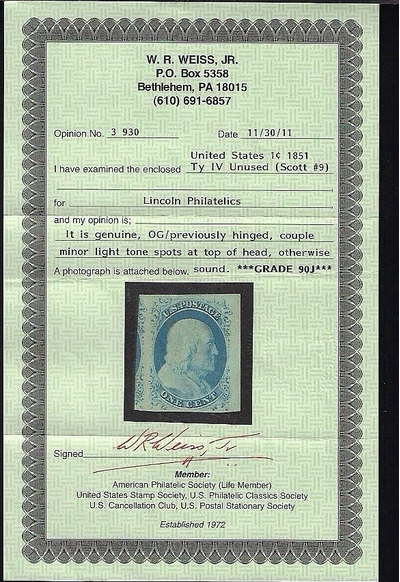 W. R. WEISS, JR.
P.O. Box 5358
Bethlehem, PA 18015
(610) 691-6857
Opinion No. 3 930 Date 11/30/11
United States 1¢ 1851
I have examined the enclosed Ty IV Unused (Scott #9)
for Lincoln Philatelics
and my opinion is;
It is genuine, OG/previously hinged, couple
minor light tone spots at top of head, otherwise
A photograph is attached below. sound. ***GRADE 90J***
U.S. POSTAGE
ONE CENT
Signed W R Weiss, Jr
Member:
American Philatelic Society (Life Member)
United States Stamp Society, U.S. Philatelic Classics Society
U.S. Cancellation Club, U.S. Postal Stationary Society
Established 1972